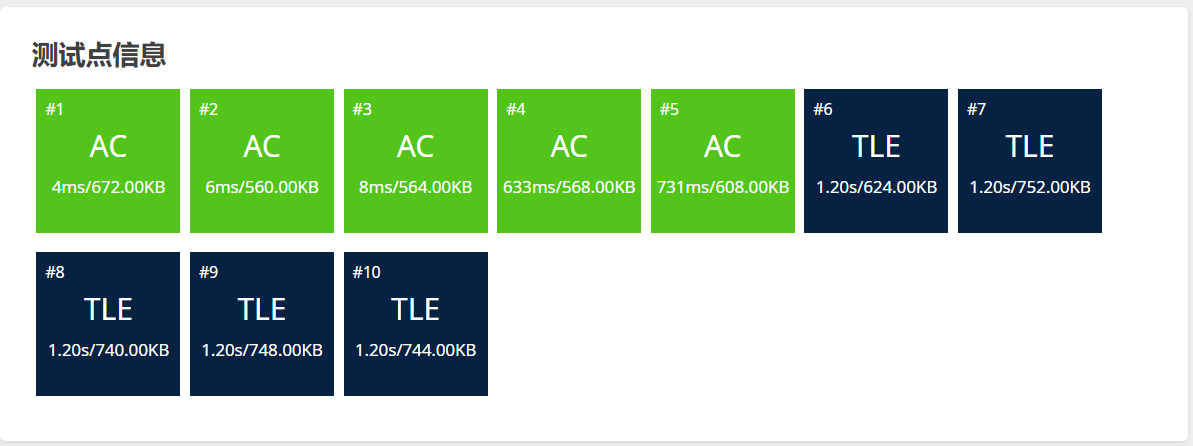 测试点信息
#1 #2 #3 #4 #5 #6 #7
AC AC AC AC AC TLE TLE
4ms/672.00KB 6ms/560.00KB 8ms/564.00KB 633ms/568.00KB 731ms/608.00KB 1.20s/624.00KB 1.20s/752.00KB
#8 #9 #10
TLE TLE TLE
1.20s/740.00KB 1.20s/748.00KB 1.20s/744.00KB